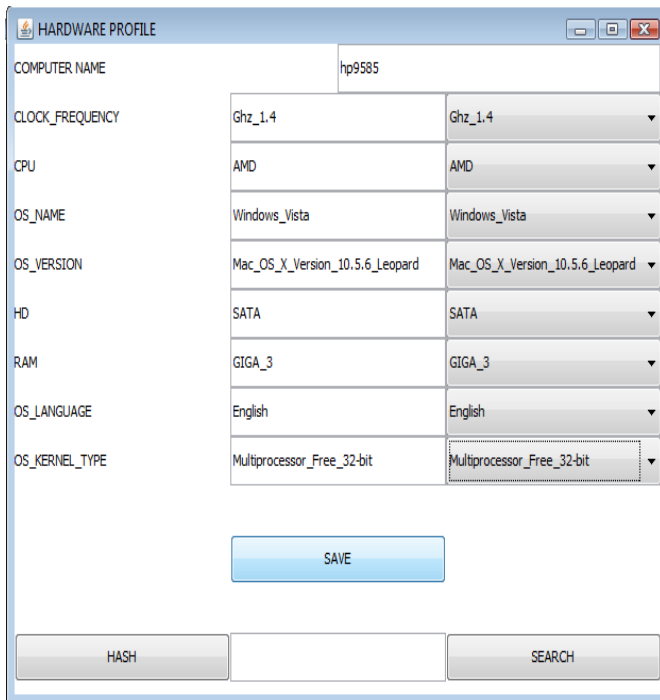 HARDWARE PROFILE
COMPUTER NAME hp9585
CLOCK_FREQUENCY Ghz_1.4 Ghz_1.4
CPU AMD AMD
OS_NAME Windows_Vista Windows_Vista
OS_VERSION Mac_OS_X_Version_10.5.6_Leopard Mac_OS_X_Version_10.5.6_Leopard
HD SATA SATA
RAM GIGA_3 GIGA_3
OS_LANGUAGE English English
OS_KERNEL_TYPE Multiprocessor_Free_32-bit Multiprocessor_Free_32-bit
SAVE
HASH SEARCH